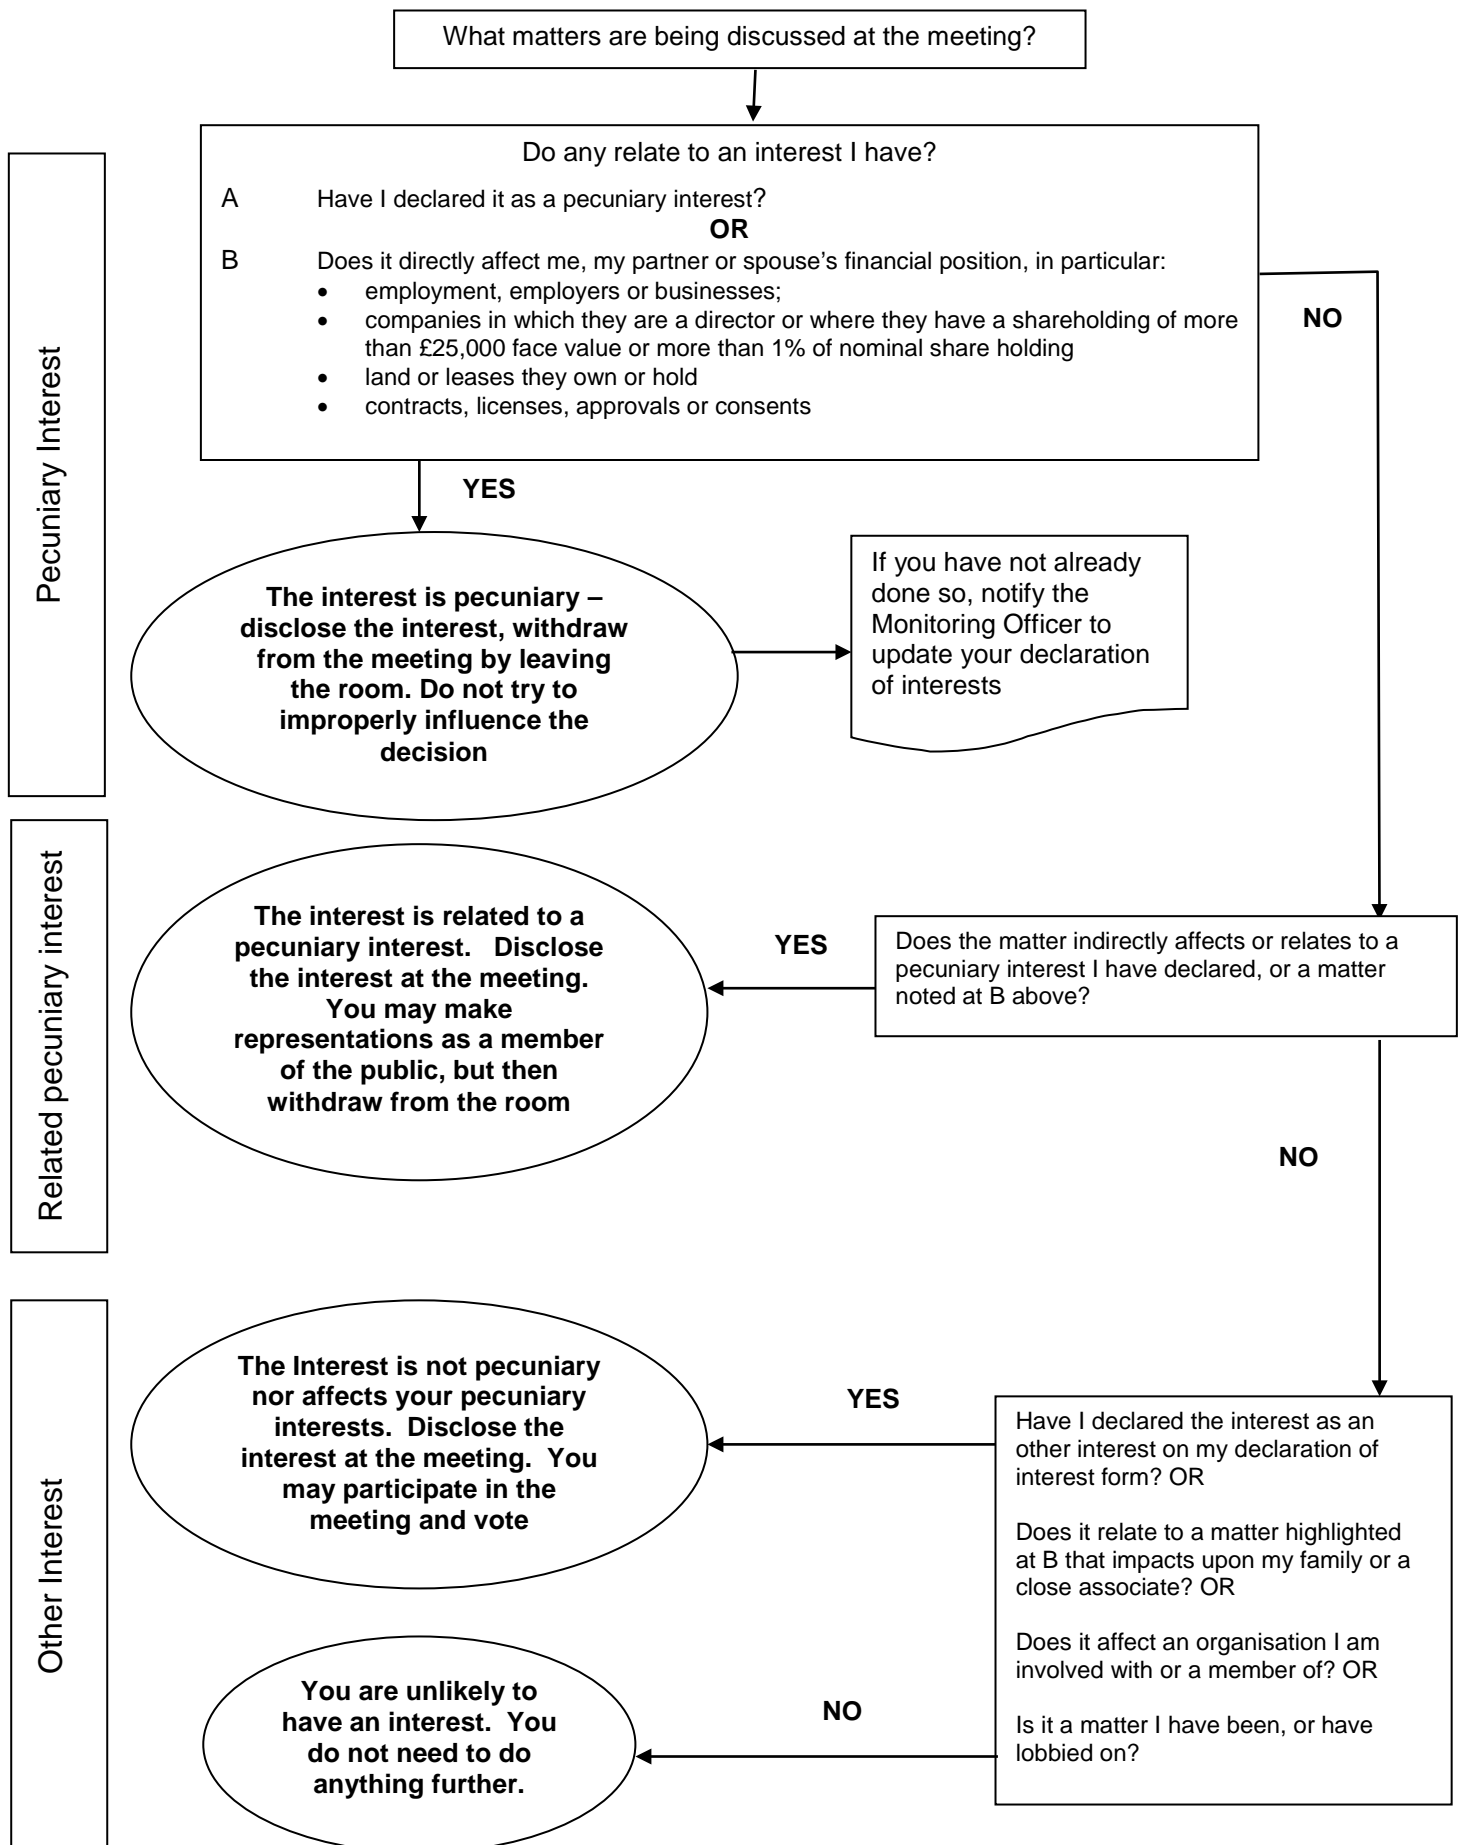 What matters are being discussed at the meeting?
Pecuniary Interest
Do any relate to an interest I have?
A Have I declared it as a pecuniary interest?
OR
B Does it directly affect me, my partner or spouse's financial position, in particular:
• employment, employers or businesses;
• companies in which they are a director or where they have a shareholding of more
than £25,000 face value or more than 1% of nominal share holding
• land or leases they own or hold
• contracts, licenses, approvals or consents
NO
YES
The interest is pecuniary –
disclose the interest, withdraw
from the meeting by leaving
the room. Do not try to
improperly influence the
decision
If you have not already
done so, notify the
Monitoring Officer to
update your declaration
of interests
Related pecuniary interest
The interest is related to a
pecuniary interest. Disclose
the interest at the meeting.
You may make
representations as a member
of the public, but then
withdraw from the room
YES
Does the matter indirectly affects or relates to a
pecuniary interest I have declared, or a matter
noted at B above?
NO
Other Interest
The Interest is not pecuniary
nor affects your pecuniary
interests. Disclose the
interest at the meeting. You
may participate in the
meeting and vote
YES
Have I declared the interest as an
other interest on my declaration of
interest form? OR
Does it relate to a matter highlighted
at B that impacts upon my family or a
close associate? OR
Does it affect an organisation I am
involved with or a member of? OR
Is it a matter I have been, or have
lobbied on?
NO
You are unlikely to
have an interest. You
do not need to do
anything further.